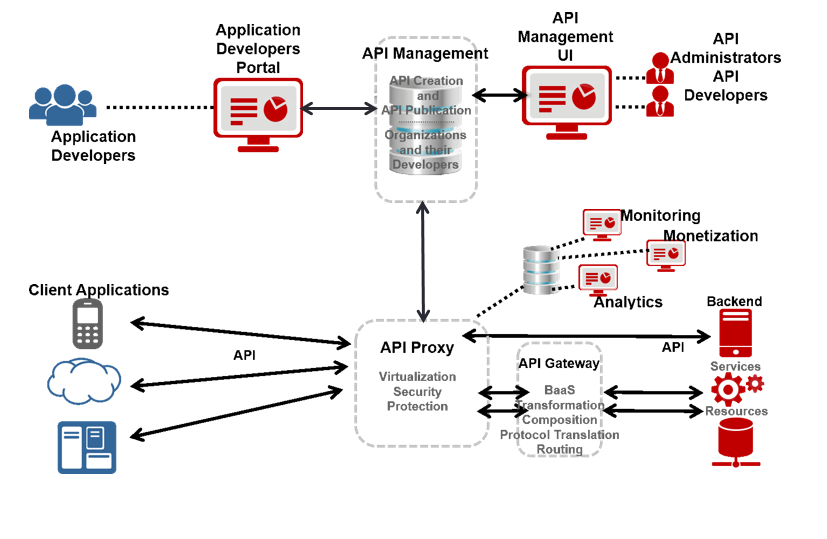 Application
Developers
Portal
API Management
API
Management
UI
API
Administrators
API
Developers
API Creation
and
API Publication
Organizations
and their
Developers
Application
Developers
Monitoring
Monetization
Analytics
Client Applications
API
API Proxy
Virtualization
Security
Protection
API Gateway
BaaS
Transformation
Composition
Protocol Translation
Routing
Backend
API
Services
Resources